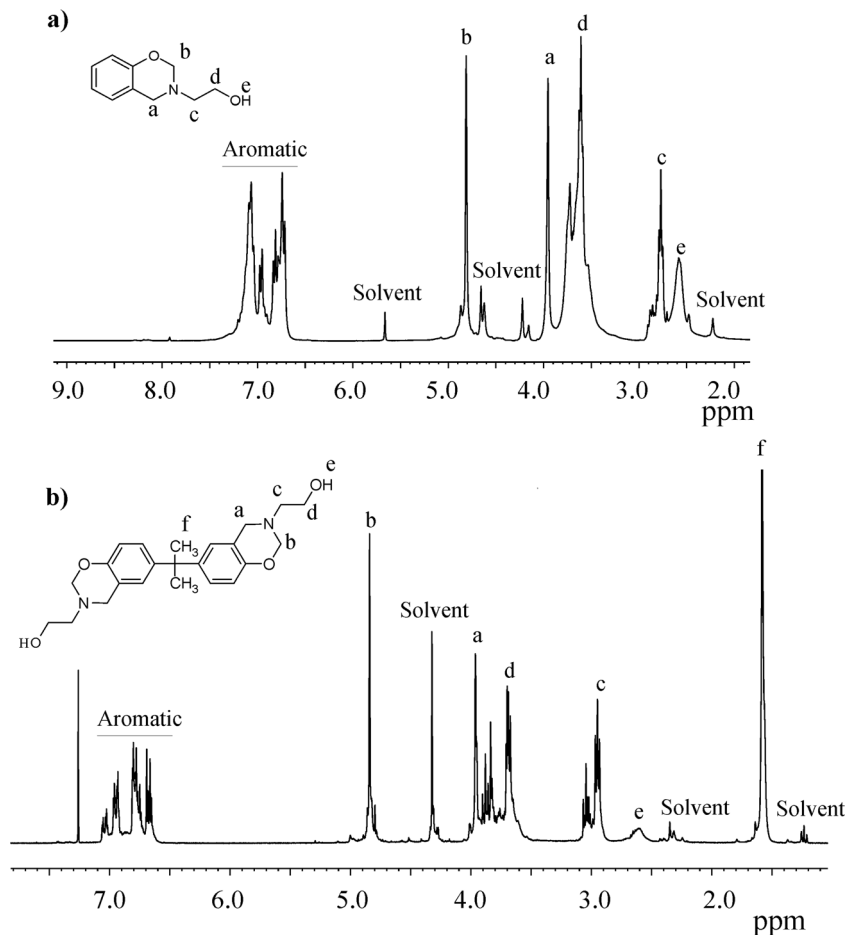 a)
b
a
d
O
b
N
d
e
OH
a
c
Aromatic
c
e
Solvent
Solvent
Solvent
9.0 8.0 7.0 6.0 5.0 4.0 3.0 2.0
ppm
b)
f
e
OH
c
d
a
N
b
O
f
CH3
CH3
O
N
HO
b
Solvent
a
d
c
Aromatic
e
Solvent
Solvent
7.0 6.0 5.0 4.0 3.0 2.0
ppm